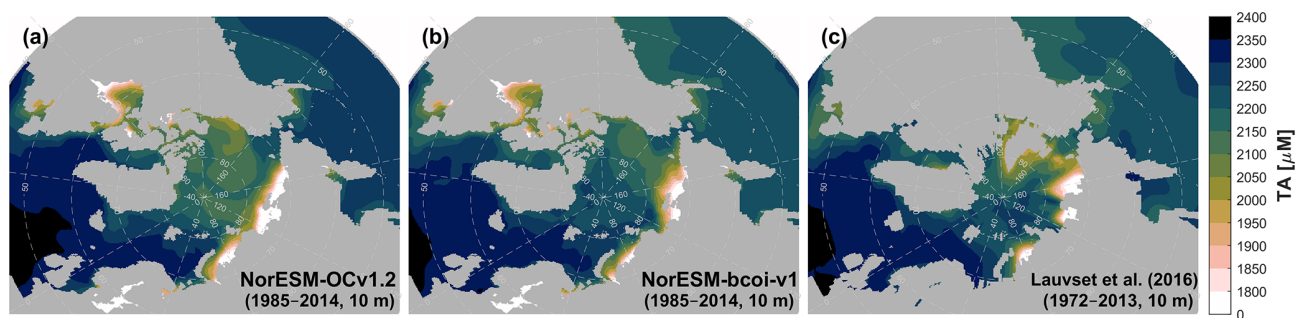 (a)
NorESM-OCv1.2
(1985–2014, 10 m)
(b)
NorESM-bcoi-v1
(1985–2014, 10 m)
(c)
Lauvset et al. (2016)
(1972–2013, 10 m)
2400
2350
2300
2250
2200
2150
2100
2050
2000
1950
1900
1850
1800
0
TA [μM]